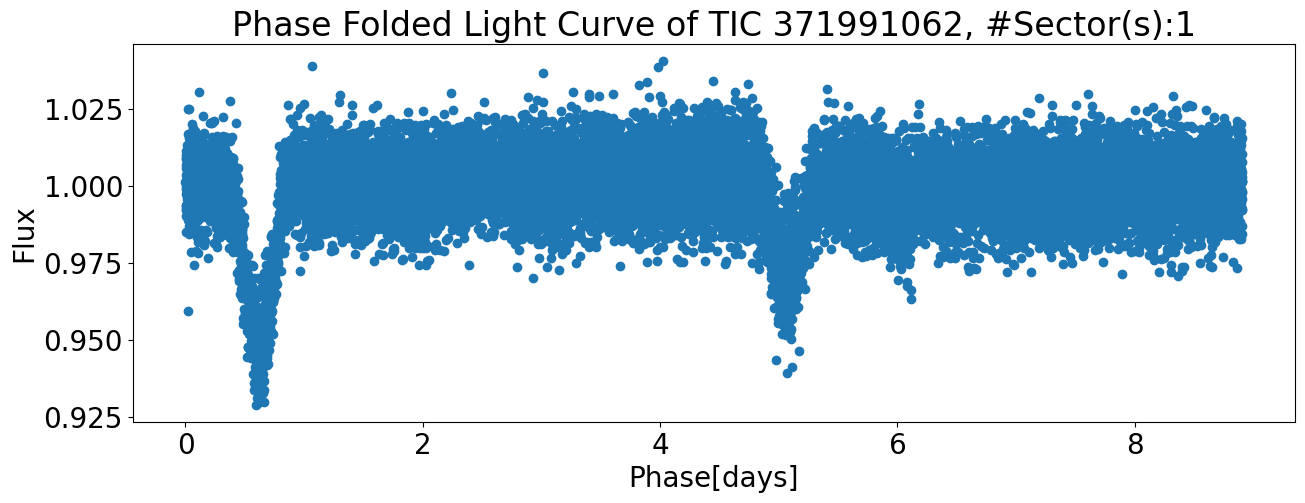 Phase Folded Light Curve of TIC 371991062, #Sector(s):1
1.025
1.000
0.975
0.950
0.925
Flux
0 2 4 6 8
Phase[days]